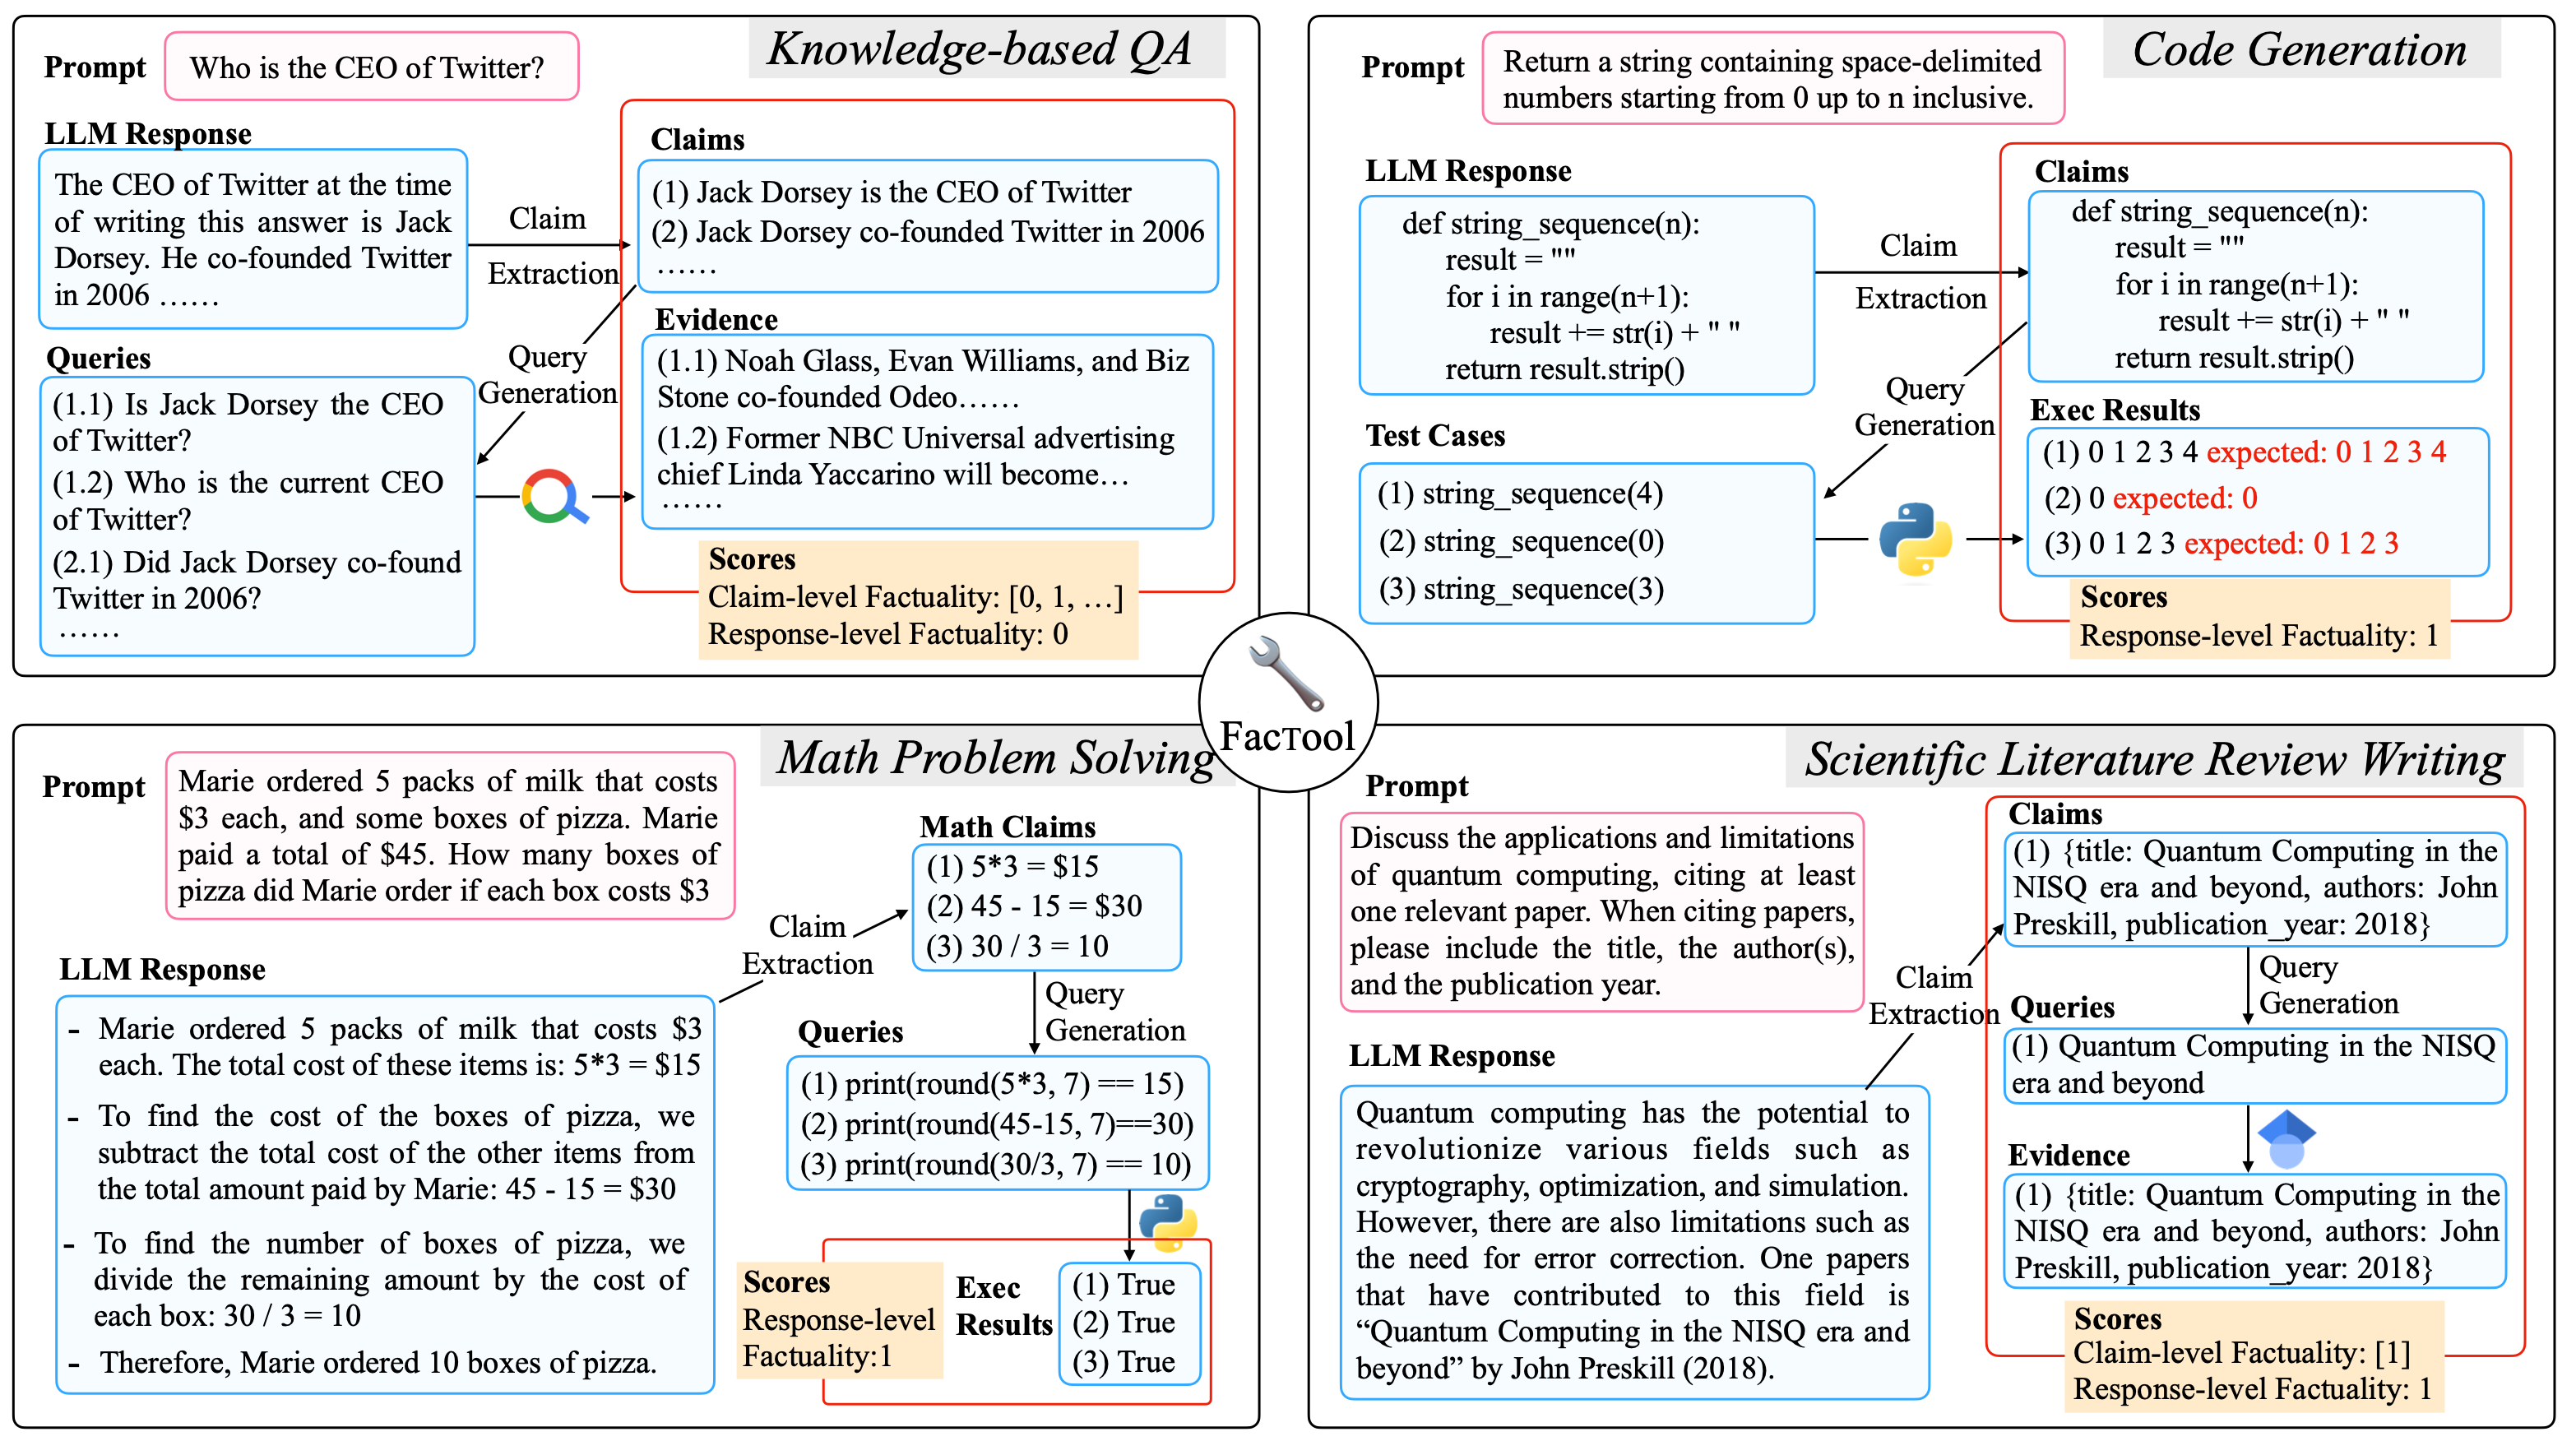 Knowledge-based QA
Prompt
Who is the CEO of Twitter?
LLM Response
The CEO of Twitter at the time
of writing this answer is Jack
Dorsey. He co-founded Twitter
in 2006 ......
Claim
Extraction
Claims
(1) Jack Dorsey is the CEO of Twitter
(2) Jack Dorsey co-founded Twitter in 2006
......
Query
Generation
Queries
(1.1) Is Jack Dorsey the CEO
of Twitter?
(1.2) Who is the current CEO
of Twitter?
(2.1) Did Jack Dorsey co-found
Twitter in 2006?
......
Evidence
(1.1) Noah Glass, Evan Williams, and Biz
Stone co-founded Odeo......
(1.2) Former NBC Universal advertising
chief Linda Yaccarino will become...
......
Scores
Claim-level Factuality: [0, 1, ...]
Response-level Factuality: 0
Code Generation
Prompt
Return a string containing space-delimited
numbers starting from 0 up to n inclusive.
LLM Response
def string_sequence(n):
result = ""
for i in range(n+1):
result += str(i) + " "
return result.strip()
Claim
Extraction
Claims
def string_sequence(n):
result = ""
for i in range(n+1):
result += str(i) + " "
return result.strip()
Query
Generation
Test Cases
(1) string_sequence(4)
(2) string_sequence(0)
(3) string_sequence(3)
Exec Results
(1) 0 1 2 3 4 expected: 0 1 2 3 4
(2) 0 expected: 0
(3) 0 1 2 3 expected: 0 1 2 3
Scores
Response-level Factuality: 1
FacTool
Math Problem Solving
Prompt
Marie ordered 5 packs of milk that costs
$3 each, and some boxes of pizza. Marie
paid a total of $45. How many boxes of
pizza did Marie order if each box costs $3
LLM Response
- Marie ordered 5 packs of milk that costs $3
each. The total cost of these items is: 5*3 = $15
- To find the cost of the boxes of pizza, we
subtract the total cost of the other items from
the total amount paid by Marie: 45 - 15 = $30
- To find the number of boxes of pizza, we
divide the remaining amount by the cost of
each box: 30 / 3 = 10
- Therefore, Marie ordered 10 boxes of pizza.
Claim
Extraction
Math Claims
(1) 5*3 = $15
(2) 45 - 15 = $30
(3) 30 / 3 = 10
Query
Generation
Queries
(1) print(round(5*3, 7) == 15)
(2) print(round(45-15, 7)==30)
(3) print(round(30/3, 7) == 10)
Scores
Response-level
Factuality:1
Exec
Results
(1) True
(2) True
(3) True
Scientific Literature Review Writing
Prompt
Discuss the applications and limitations
of quantum computing, citing at least
one relevant paper. When citing papers,
please include the title, the author(s),
and the publication year.
LLM Response
Quantum computing has the potential to
revolutionize various fields such as
cryptography, optimization, and simulation.
However, there are also limitations such as
the need for error correction. One papers
that have contributed to this field is
“Quantum Computing in the NISQ era and
beyond” by John Preskill (2018).
Claim
Extraction
Claims
(1) {title: Quantum Computing in the
NISQ era and beyond, authors: John
Preskill, publication_year: 2018}
Query
Generation
Queries
(1) Quantum Computing in the NISQ
era and beyond
Evidence
(1) {title: Quantum Computing in the
NISQ era and beyond, authors: John
Preskill, publication_year: 2018}
Scores
Claim-level Factuality: [1]
Response-level Factuality: 1